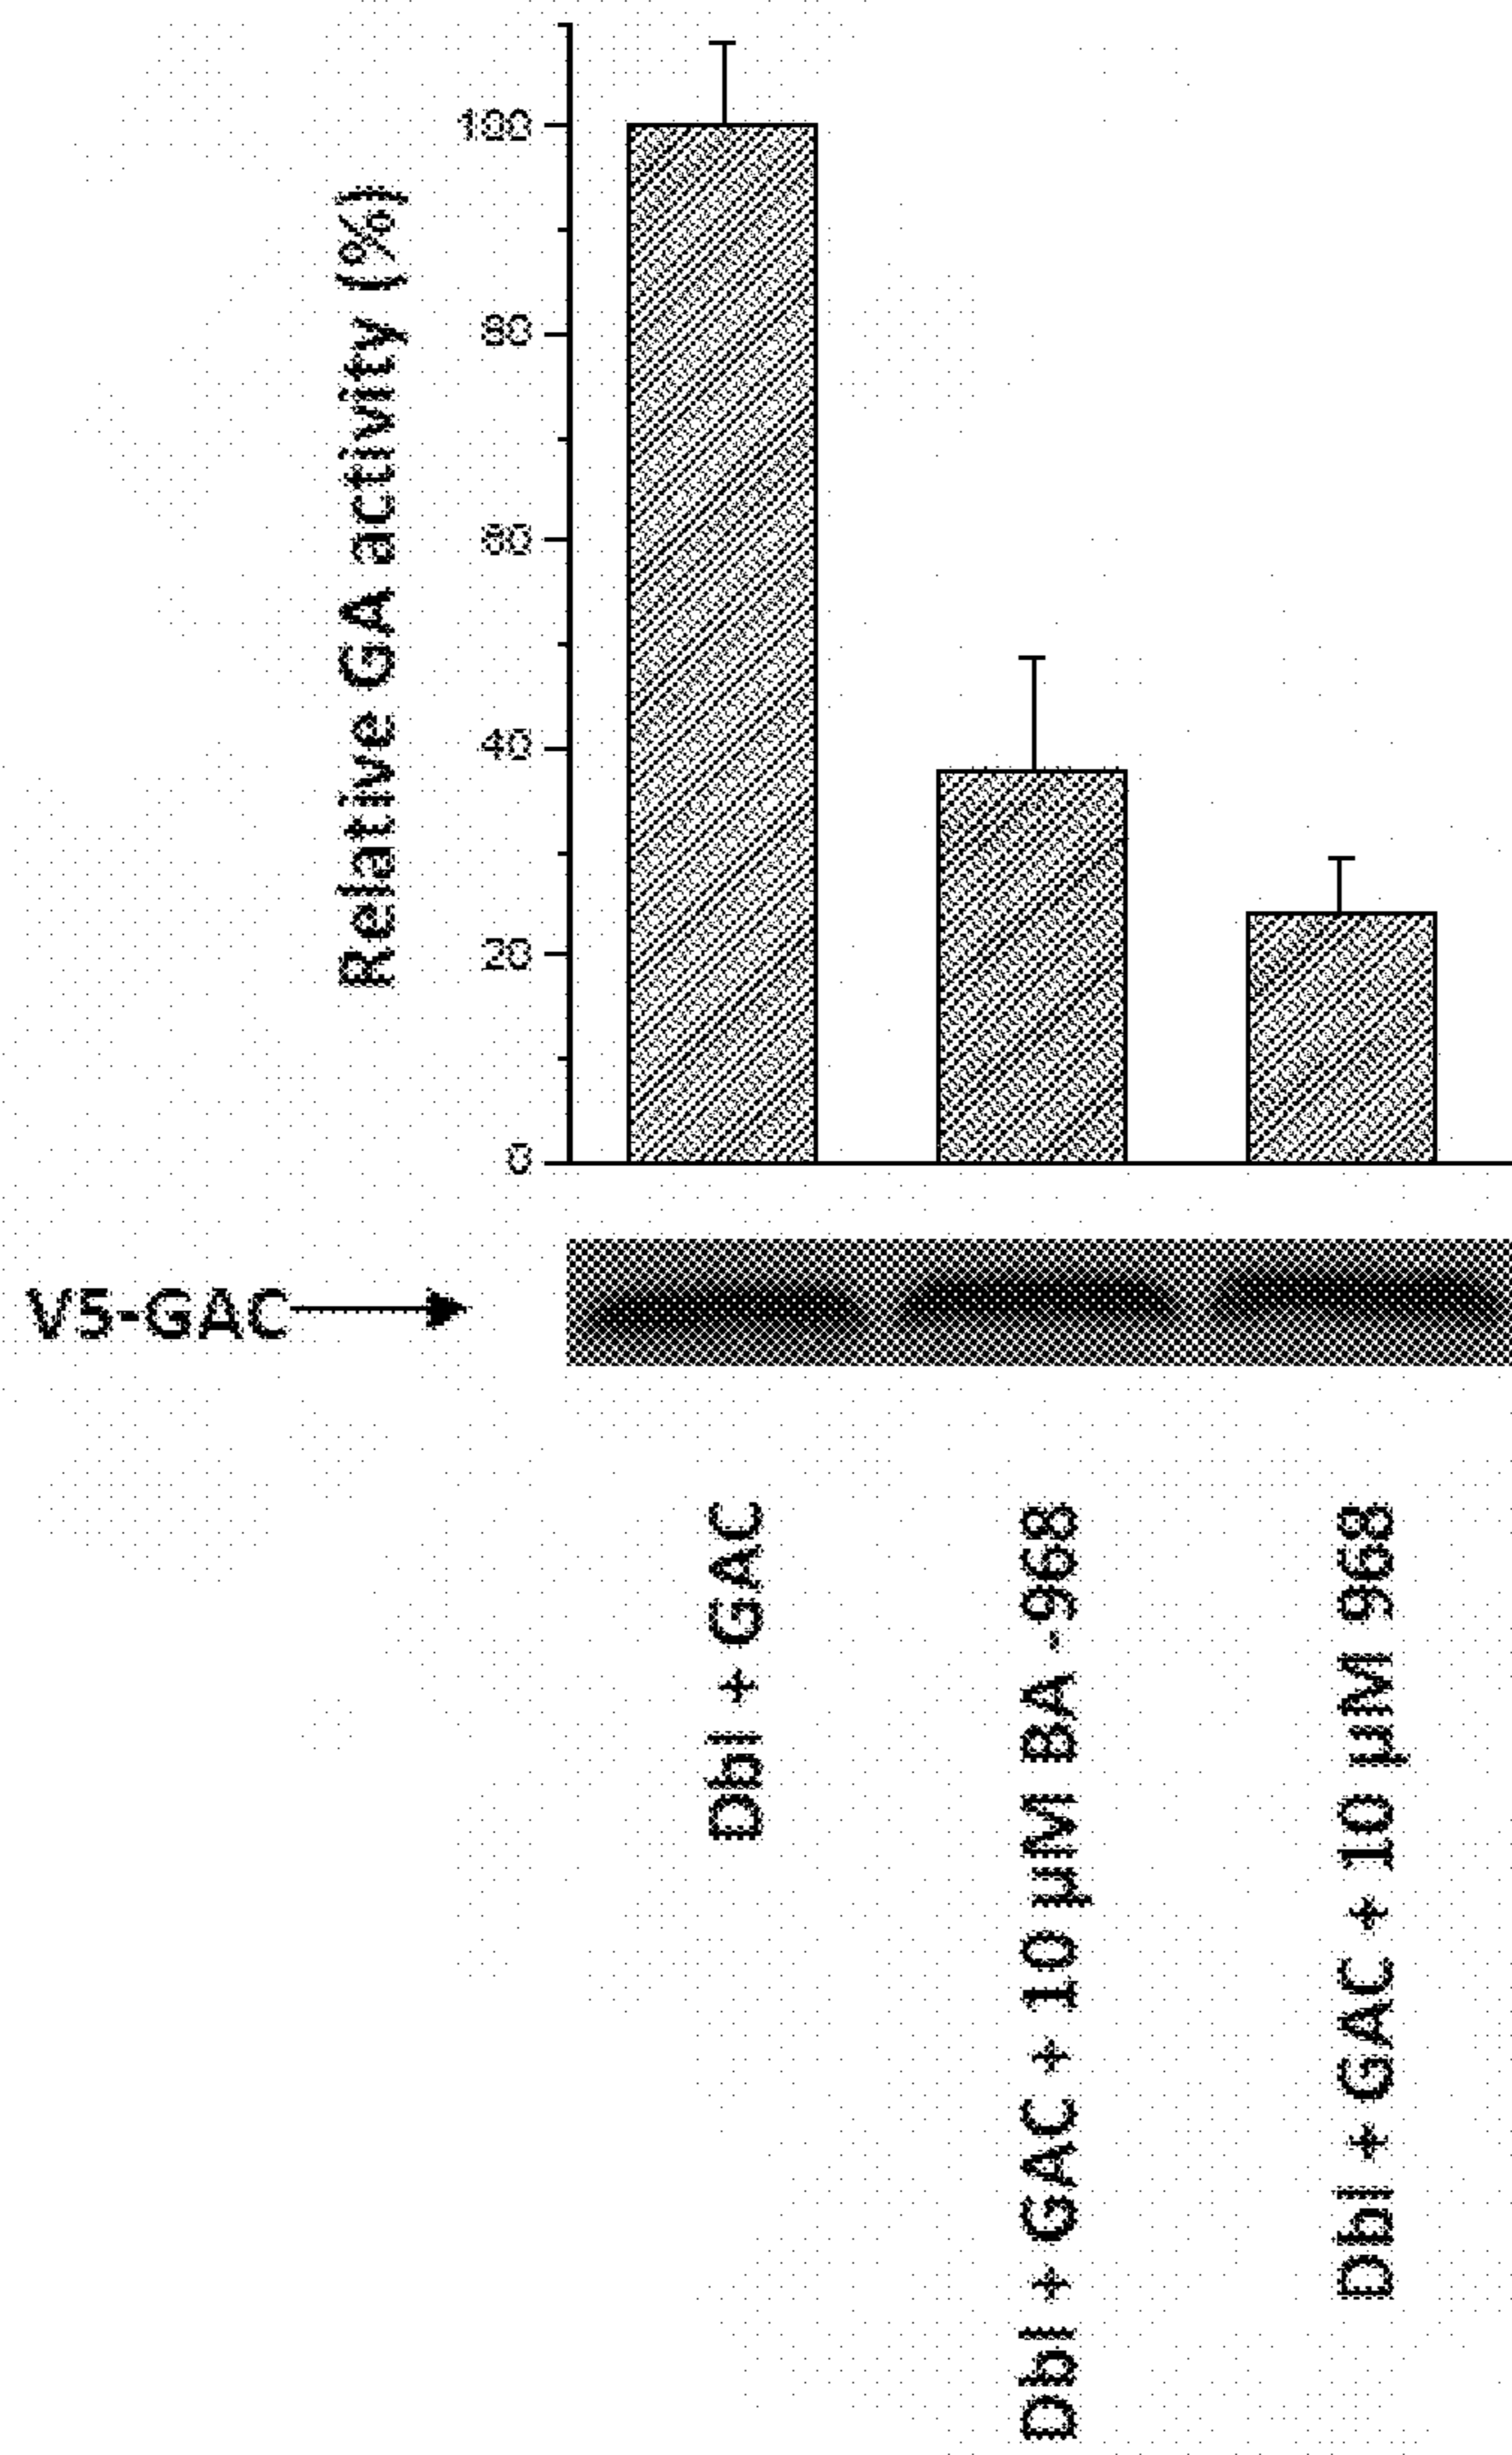 Relative GA activity (%)
100
80
60
40
20
0
V5-GAC
Dbl + GAC
Dbl + GAC + 10 µM BA -968
Dbl + GAC + 10 µM 968